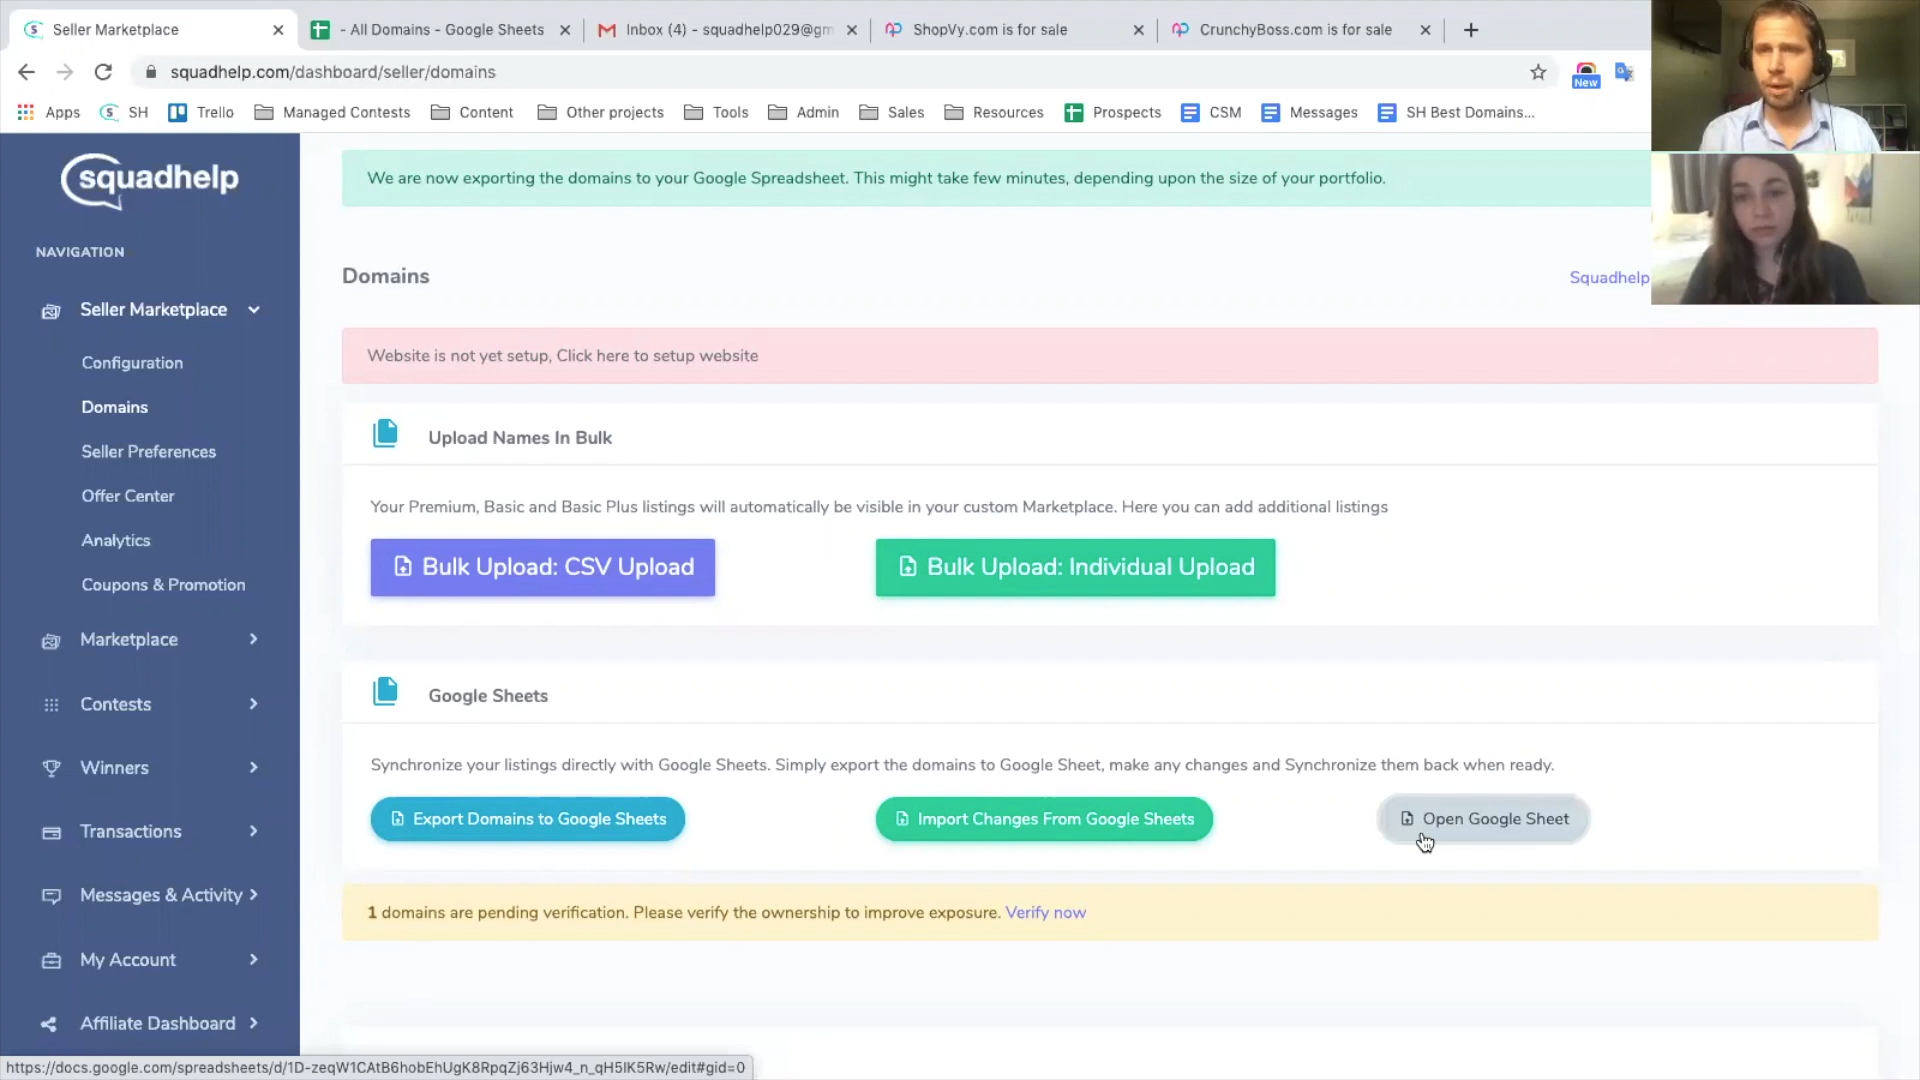 Seller Marketplace
- All Domains - Google Sheets
Inbox (4) - squadhelp029@gm
ShopVy.com is for sale
CrunchyBoss.com is for sale
squadhelp.com/dashboard/seller/domains
New
Apps
SH
Trello
Managed Contests
Content
Other projects
Tools
Admin
Sales
Resources
Prospects
CSM
Messages
SH Best Domains...
squadhelp
We are now exporting the domains to your Google Spreadsheet. This might take few minutes, depending upon the size of your portfolio.
NAVIGATION
Domains
Squadhelp
Seller Marketplace
Configuration
Domains
Seller Preferences
Offer Center
Analytics
Coupons & Promotion
Marketplace
Contests
Winners
Transactions
Messages & Activity
My Account
Affiliate Dashboard
Website is not yet setup, Click here to setup website
Upload Names In Bulk
Your Premium, Basic and Basic Plus listings will automatically be visible in your custom Marketplace. Here you can add additional listings
Bulk Upload: CSV Upload
Bulk Upload: Individual Upload
Google Sheets
Synchronize your listings directly with Google Sheets. Simply export the domains to Google Sheet, make any changes and Synchronize them back when ready.
Export Domains to Google Sheets
Import Changes From Google Sheets
Open Google Sheet
1 domains are pending verification. Please verify the ownership to improve exposure. Verify now
https://docs.google.com/spreadsheets/d/1D-zeqW1CAtB6hobEhUgK8RpqZj63Hjw4_n_qH5lK5Rw/edit#gid=0